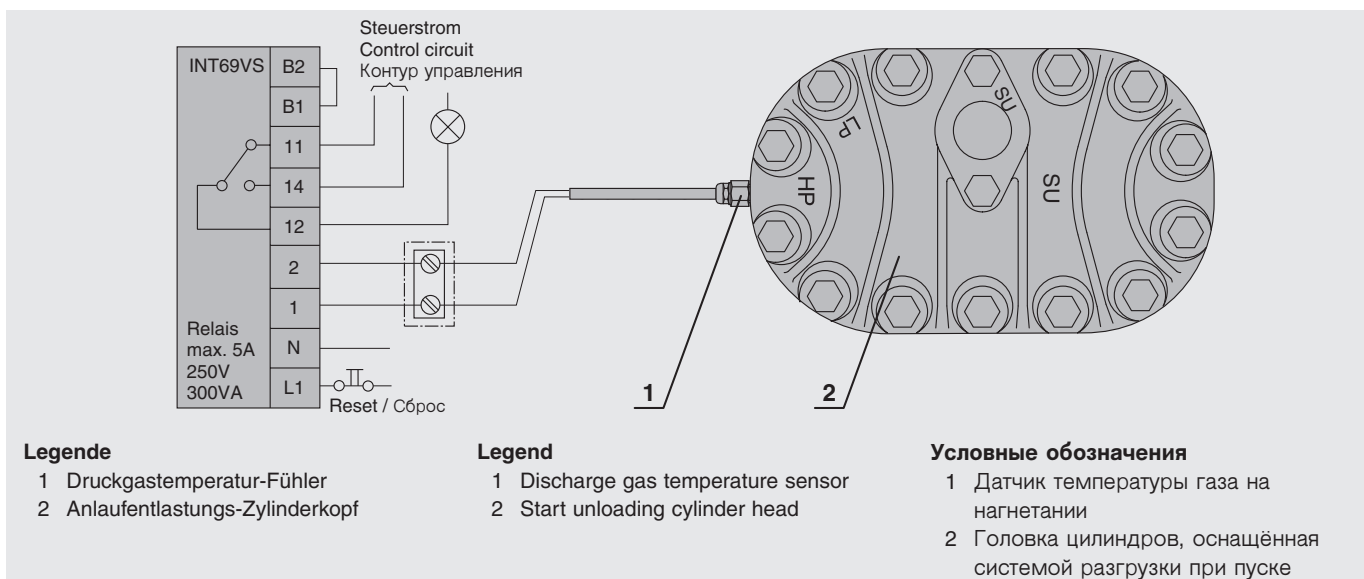 Steuerstrom
Control circuit
Контур управления
INT69VS
B2
B1
11
14
12
2
1
N
L1
Relais
max. 5A
250V
300VA
Reset / Сброс
SU
LP
HP
SU
1
2
Legende
1 Druckgastemperatur-Fühler
2 Anlaufentlastungs-Zylinderkopf
Legend
1 Discharge gas temperature sensor
2 Start unloading cylinder head
Условные обозначения
1 Датчик температуры газа на
нагнетании
2 Головка цилиндров, оснащённая
системой разгрузки при пуске